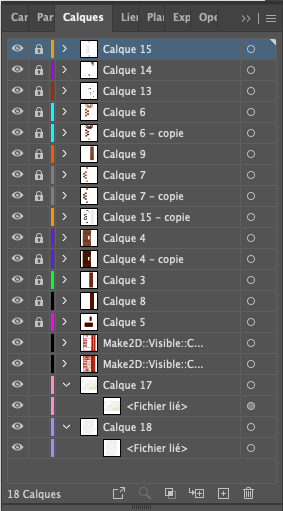 Car Par Calques Lien Plan Exp Ope
Calque 15
Calque 14
Calque 13
Calque 6
Calque 6 – copie
Calque 9
Calque 7
Calque 7 – copie
Calque 15 – copie
Calque 4
Calque 4 – copie
Calque 3
Calque 8
Calque 5
Make2D::Visible::C...
Make2D::Visible::C...
Calque 17
<Fichier lié>
Calque 18
<Fichier lié>
18 Calques